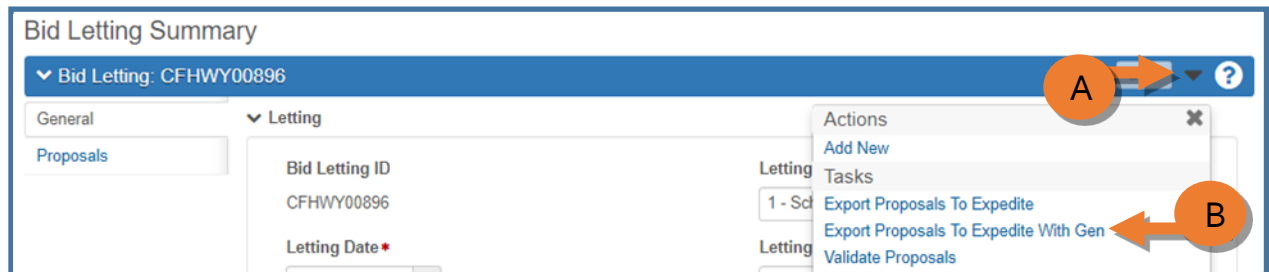 Bid Letting Summary
Bid Letting: CFHWY00896
A
?
General
Letting
Actions
Proposals
Add New
Bid Letting ID
Letting
Tasks
CFHWY00896
1 - Sch
Export Proposals To Expedite
Export Proposals To Expedite With Gen
B
Letting Date*
Letting
Validate Proposals